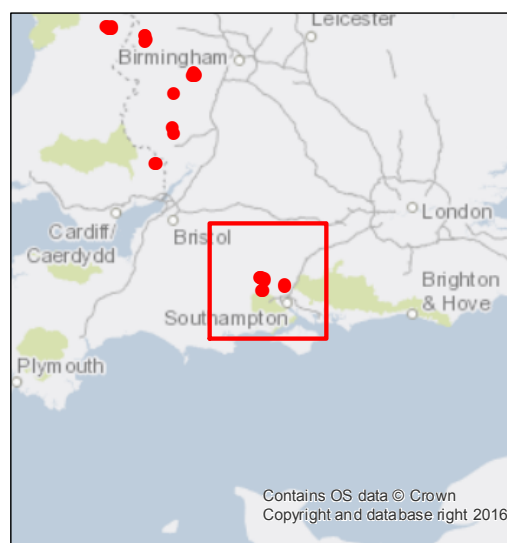 Leicester
Birmingham
London
Cardiff/
Caerdydd
Bristol
Brighton
& Hove
Southampton
Plymouth
Contains OS data © Crown
Copyright and database right 2016